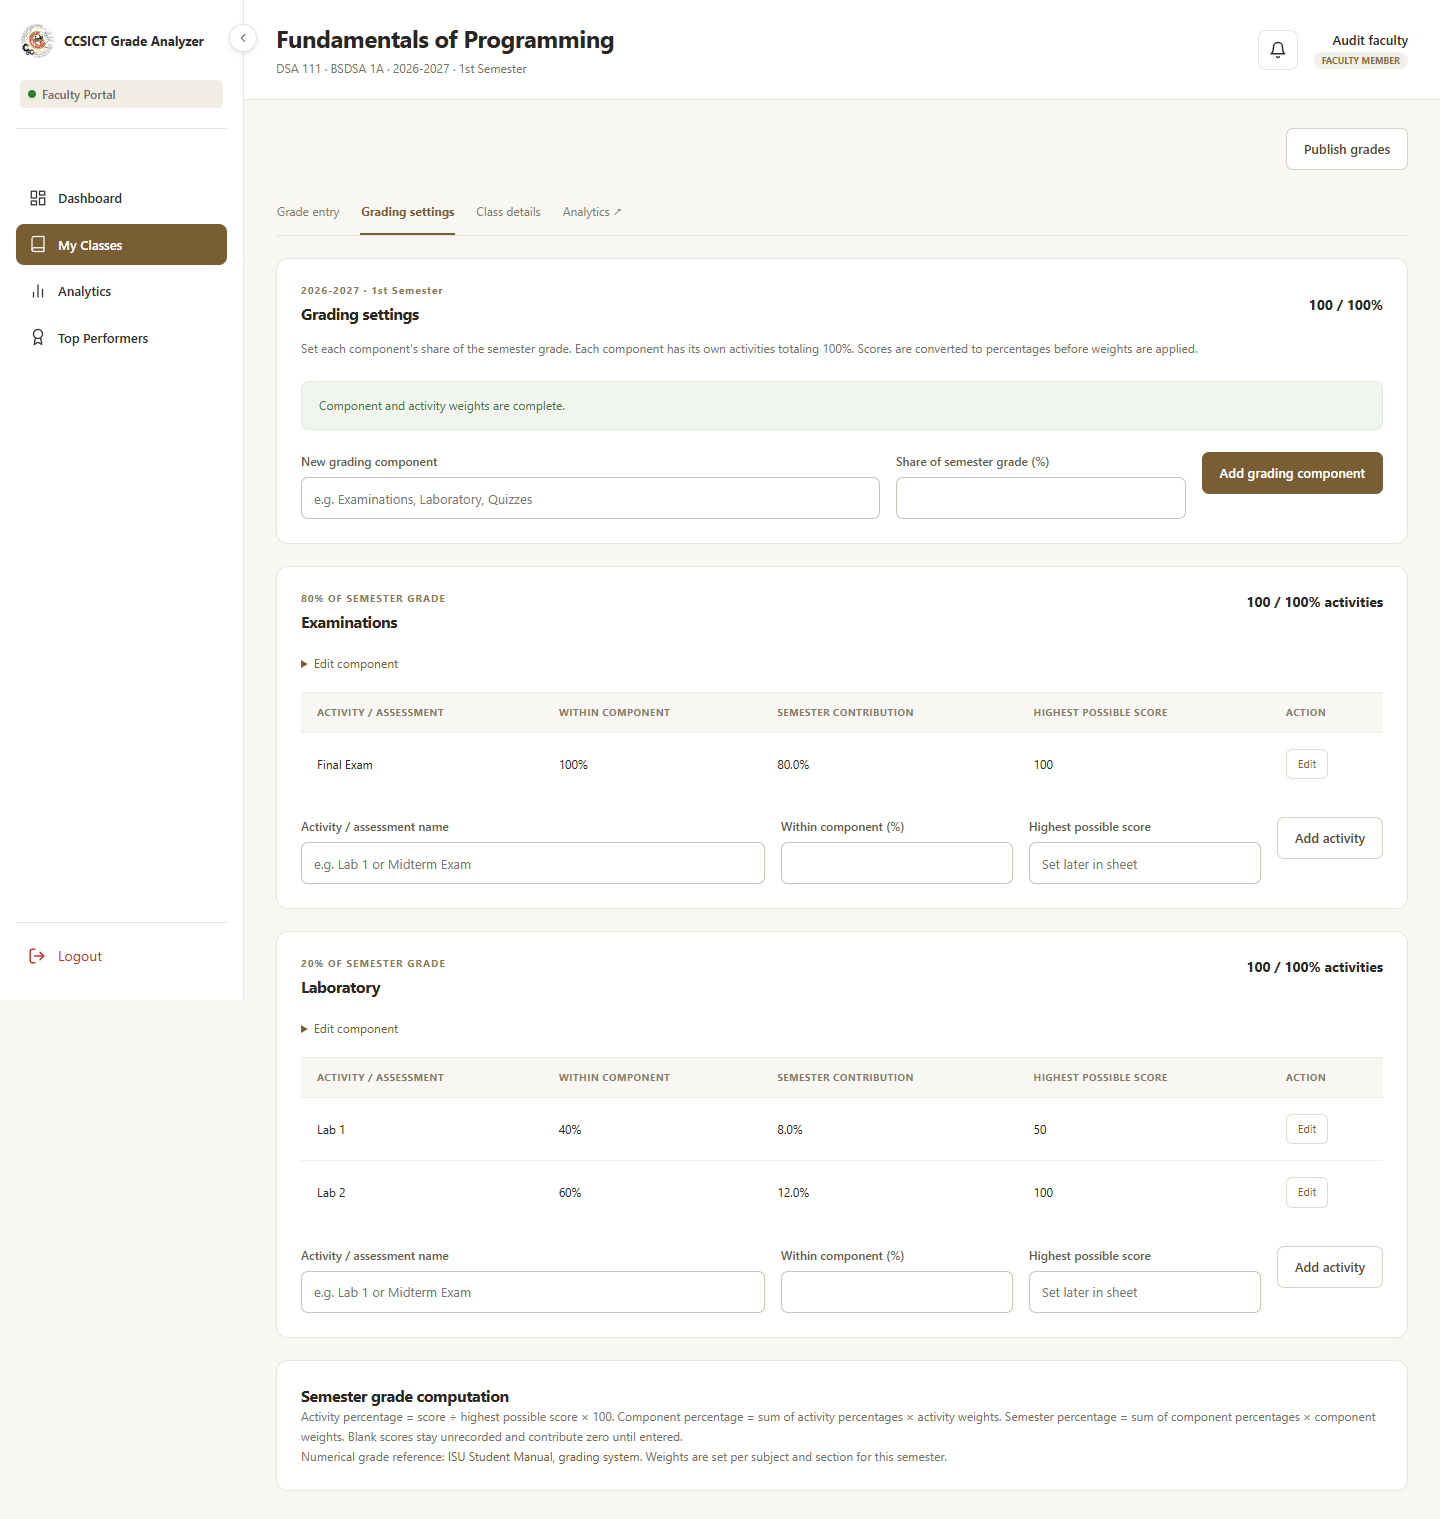 CCSICT Grade Analyzer
Faculty Portal
Dashboard
My Classes
Analytics
Top Performers
Logout
Fundamentals of Programming
DSA 111 · BSDSA 1A · 2026-2027 · 1st Semester
Audit faculty
FACULTY MEMBER
Publish grades
Grade entry
Grading settings
Class details
Analytics ↗
2026-2027 · 1st Semester
Grading settings
100 / 100%
Set each component's share of the semester grade. Each component has its own activities totaling 100%. Scores are converted to percentages before weights are applied.
Component and activity weights are complete.
New grading component
Share of semester grade (%)
e.g. Examinations, Laboratory, Quizzes
Add grading component
80% OF SEMESTER GRADE
Examinations
100 / 100% activities
Edit component
ACTIVITY / ASSESSMENT WITHIN COMPONENT SEMESTER CONTRIBUTION HIGHEST POSSIBLE SCORE ACTION
Final Exam 100% 80.0% 100 Edit
Activity / assessment name Within component (%) Highest possible score
e.g. Lab 1 or Midterm Exam Set later in sheet Add activity
20% OF SEMESTER GRADE
Laboratory
100 / 100% activities
Edit component
ACTIVITY / ASSESSMENT WITHIN COMPONENT SEMESTER CONTRIBUTION HIGHEST POSSIBLE SCORE ACTION
Lab 1 40% 8.0% 50 Edit
Lab 2 60% 12.0% 100 Edit
Activity / assessment name Within component (%) Highest possible score
e.g. Lab 1 or Midterm Exam Set later in sheet Add activity
Semester grade computation
Activity percentage = score ÷ highest possible score × 100. Component percentage = sum of activity percentages × activity weights. Semester percentage = sum of component percentages × component
weights. Blank scores stay unrecorded and contribute zero until entered.
Numerical grade reference: ISU Student Manual, grading system. Weights are set per subject and section for this semester.